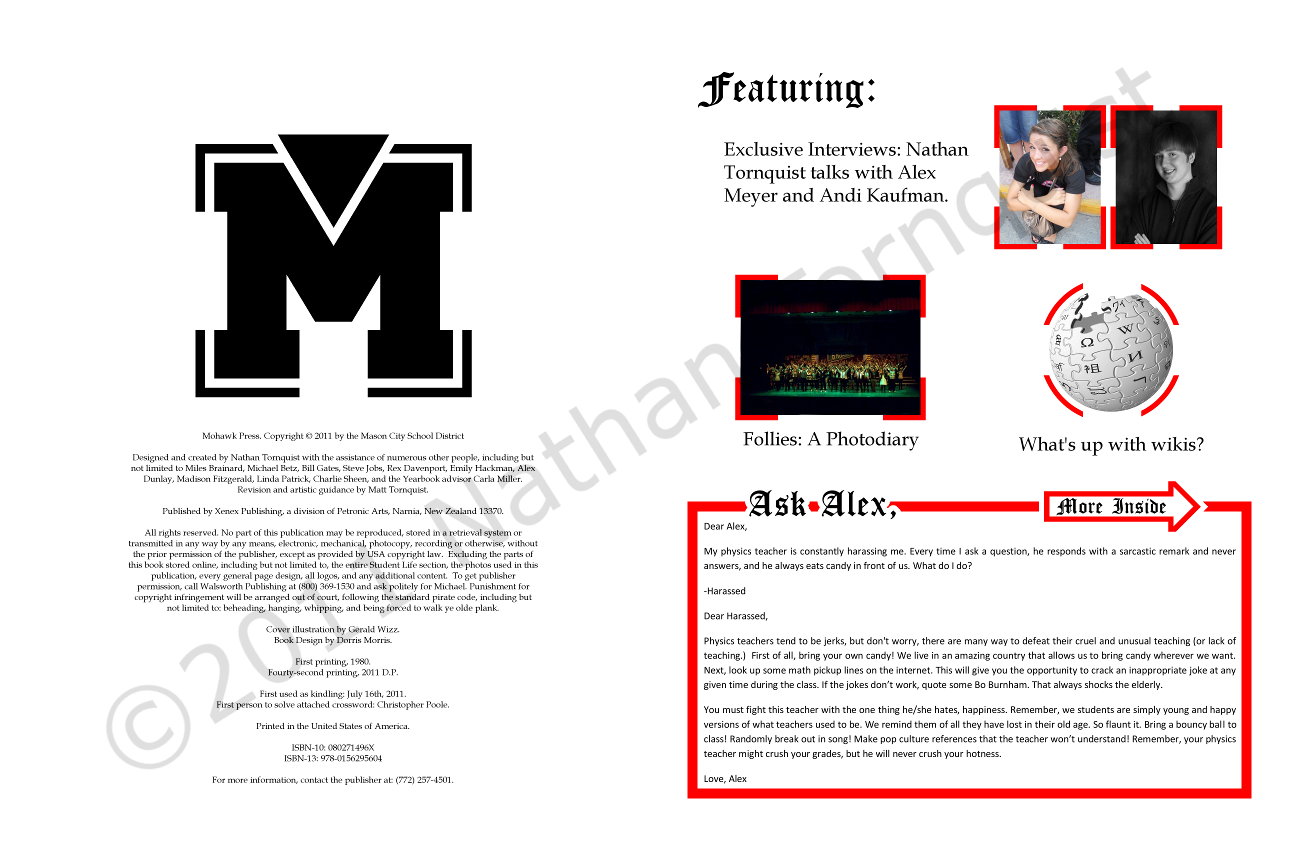 M
Mohawk Press. Copyright © 2011 by the Mason City School District
Designed and created by Nathan Tornquist with the assistance of numerous other people, including but
not limited to Miles Brainard, Michael Betz, Bill Gates, Steve Jobs, Rex Davenport, Emily Hackman, Alex
Dunlay, Madison Fitzgerald, Linda Patrick, Charlie Sheen, and the Yearbook advisor Carla Miller.
Revision and artistic guidance by Matt Tornquist.
Published by Xenex Publishing, a division of Petronic Arts, Narnia, New Zealand 13370.
All rights reserved. No part of this publication may be reproduced, stored in a retrieval system or
transmitted in any way by any means, electronic, mechanical, photocopy, recording or otherwise, without
the prior permission of the publisher, except as provided by USA copyright law. Excluding the parts of
this book stored online, including but not limited to, the entire Student Life section, the photos used in this
publication, every general page design, all logos, and any additional content. To get publisher
permission, call Walsworth Publishing at (800) 369-1530 and ask politely for Michael. Punishment for
copyright infringement will be arranged out of court, following the standard pirate code, including but
not limited to: beheading, hanging, whipping, and being forced to walk ye olde plank.
Cover illustration by Gerald Wizz.
Book Design by Dorris Morris.
First printing, 1980.
Fourty-second printing, 2011 D.P.
First used as kindling: July 16th, 2011.
First person to solve attached crossword: Christopher Poole.
Printed in the United States of America.
ISBN-10: 080271496X
ISBN-13: 978-0156295604
For more information, contact the publisher at: (772) 257-4501.
© 2011 Nathan Tornquist
Featuring:
Exclusive Interviews: Nathan
Tornquist talks with Alex
Meyer and Andi Kaufman.
Follies: A Photodiary
Ω
W
И
祖
What's up with wikis?
Ask Alex,
More Inside
Dear Alex,
My physics teacher is constantly harassing me. Every time I ask a question, he responds with a sarcastic remark and never
answers, and he always eats candy in front of us. What do I do?
-Harassed
Dear Harassed,
Physics teachers tend to be jerks, but don't worry, there are many way to defeat their cruel and unusual teaching (or lack of
teaching.) First of all, bring your own candy! We live in an amazing country that allows us to bring candy wherever we want.
Next, look up some math pickup lines on the internet. This will give you the opportunity to crack an inappropriate joke at any
given time during the class. If the jokes don't work, quote some Bo Burnham. That always shocks the elderly.
You must fight this teacher with the one thing he/she hates, happiness. Remember, we students are simply young and happy
versions of what teachers used to be. We remind them of all they have lost in their old age. So flaunt it. Bring a bouncy ball to
class! Randomly break out in song! Make pop culture references that the teacher won't understand! Remember, your physics
teacher might crush your grades, but he will never crush your hotness.
Love, Alex